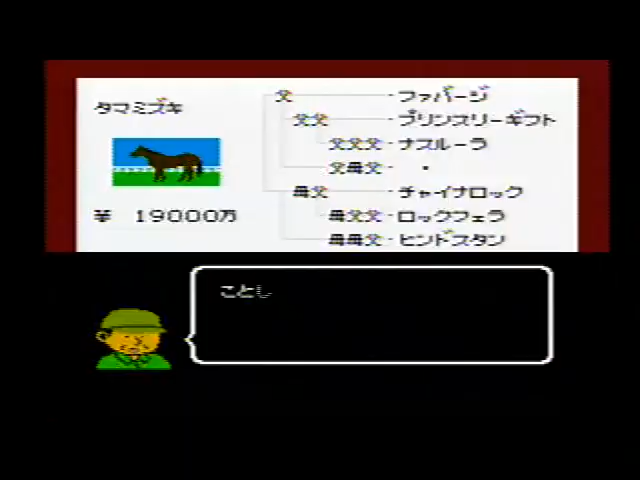 タマミズキ
¥ 19000万
父 ファバージ
父父 プリンスリーギフト
父父父 ナスルーラ
父母父 ・
母父 チャイナロック
母父父 ロックフェラ
母母父 ヒンドスタン
ことし